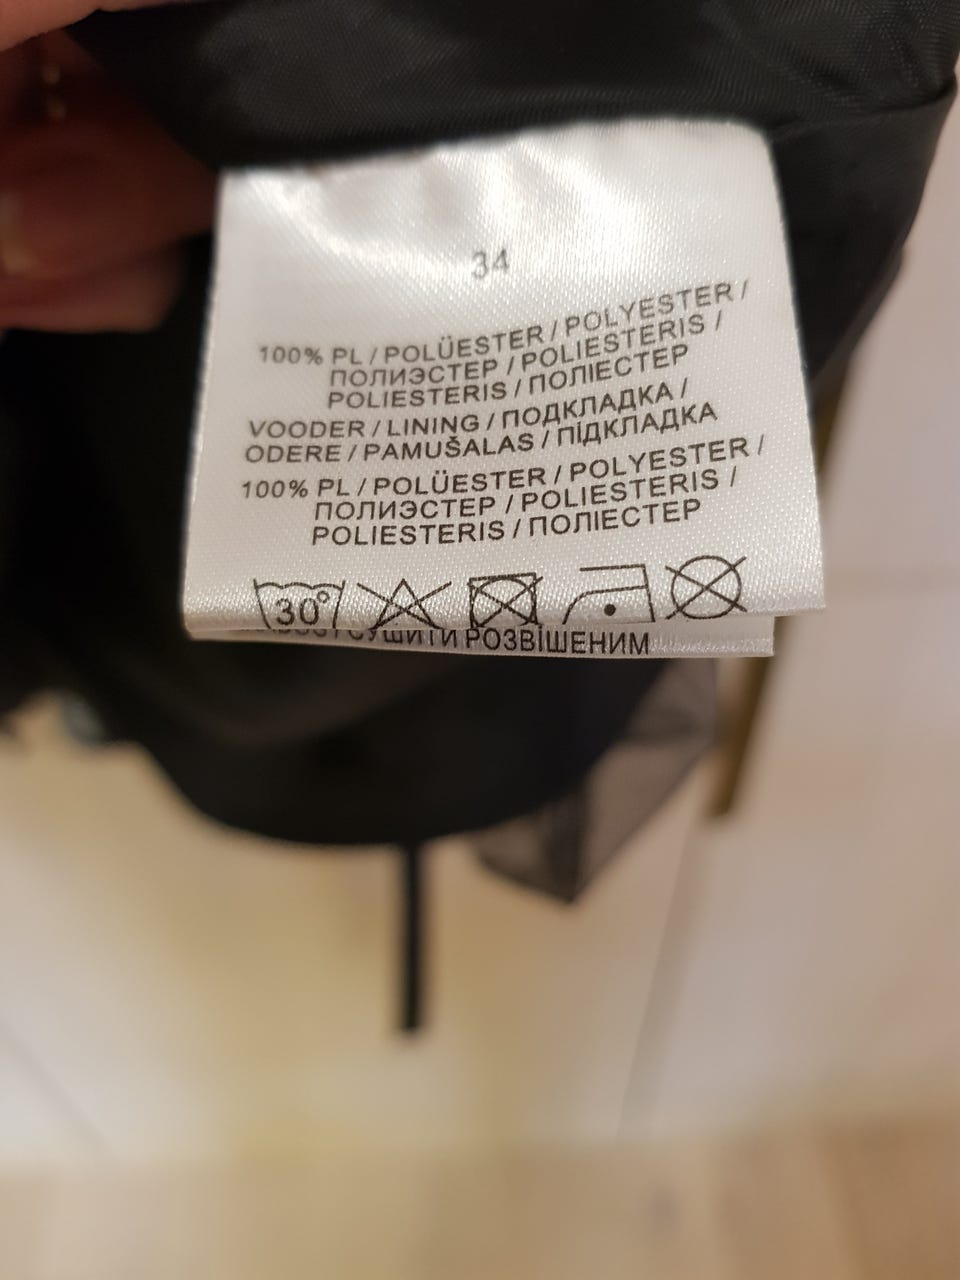 34
100% PL / POLÜESTER / POLYESTER /
ПОЛИЭСТЕР / POLIESTERIS /
POLIESTERIS / ПОЛІЕСТЕР
VOODER / LINING / ПОДКЛАДКА /
ODERE / PAMUŠALAS / ПІДКЛАДКА
100% PL / POLÜESTER / POLYESTER /
ПОЛИЭСТЕР / POLIESTERIS /
POLIESTERIS / ПОЛІЕСТЕР
30°
СУШИТИ РОЗВІШЕНИМ